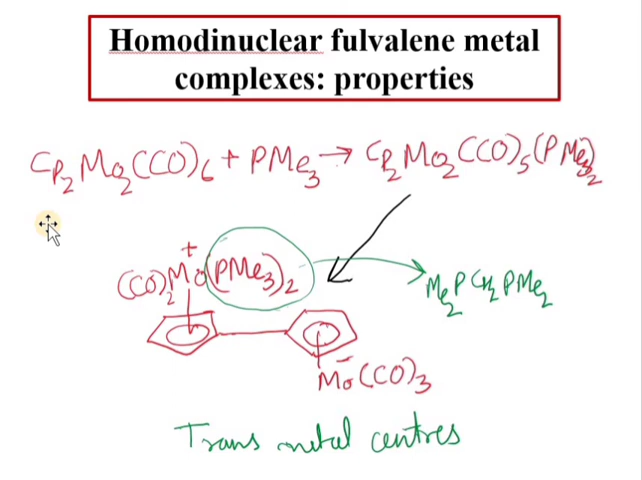 Homodinuclear fulvalene metal
complexes: properties
Cp₂Mo₂(CO)₆ + PMe₃ → Cp₂Mo₂(CO)₅(PMe₃)₂
(CO)₂Mo⁺(PMe₃)₂
Me₂PCH₂PMe₂
Mo⁻(CO)₃
Trans metal centres